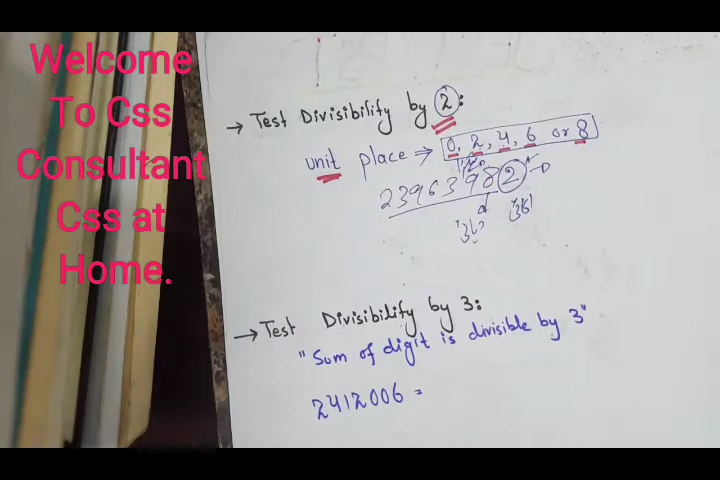 Welcome
To Css
Consultant
Css at
Home.
→ Test Divisibility by 2:
unit place ⇒ 0, 2, 4, 6 or 8
23963982
→ Test Divisibility by 3:
"Sum of digit is divisible by 3"
2412006 =